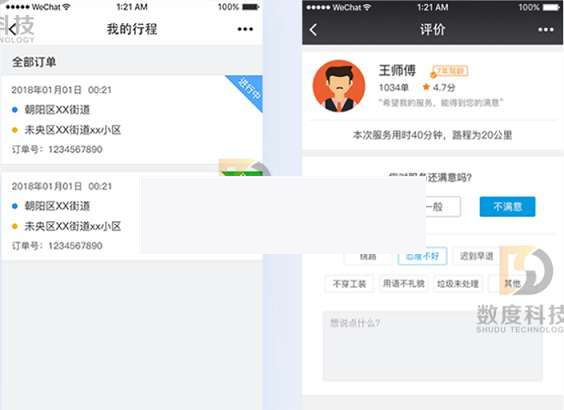 WeChat 1:21 AM 100%
我的行程
科技
NOLOGY
全部订单
2018年01月01日 00:21
进行中
朝阳区XX街道
未央区XX街道xx小区
订单号：1234567890
2018年01月01日 00:21
朝阳区XX街道
未央区XX街道xx小区
订单号：1234567890
WeChat 1:21 AM 100%
评价
王师傅
7年驾龄
1034单 4.7分
“希望我的服务，能得到您的满意”
本次服务用时40分钟，路程为20公里
您对服务还满意吗?
一般 不满意
绕路 态度不好 迟到早退
不穿工装 用语不礼貌 垃圾未处理 其他
想说点什么？
数度科技
SHUDU TECHNOLOGY